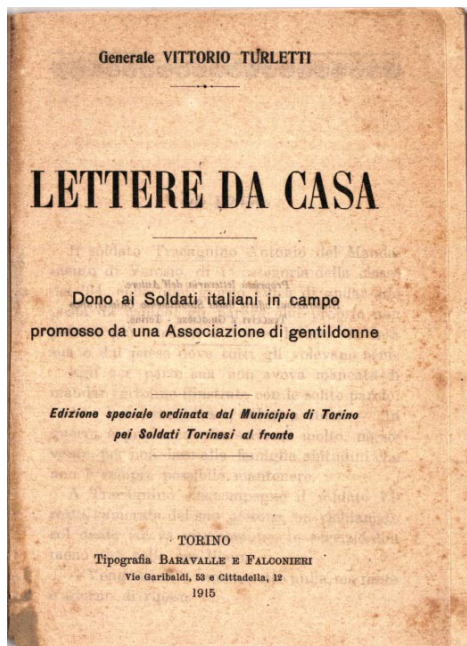 Generale VITTORIO TURLETTI
LETTERE DA CASA
Dono ai Soldati italiani in campo
promosso da una Associazione di gentildonne
Edizione speciale ordinata dal Municipio di Torino
pei Soldati Torinesi al fronte
TORINO
Tipografia BARAVALLE E FALCONIERI
Via Garibaldi, 53 e Cittadella, 12
1915